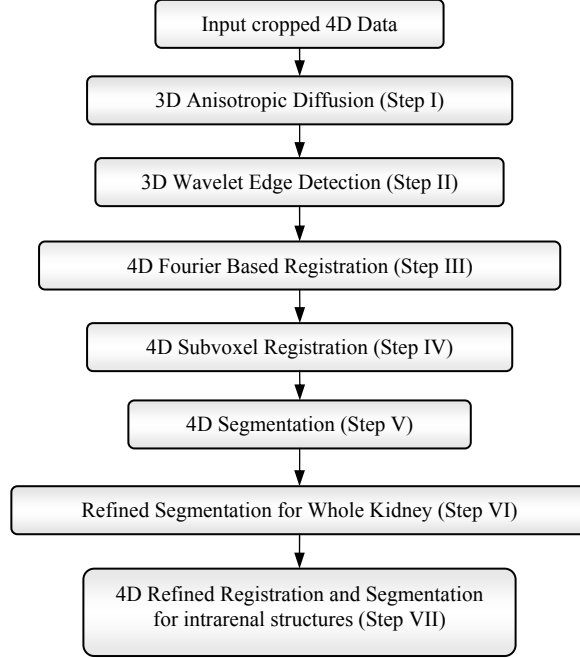 Input cropped 4D Data
3D Anisotropic Diffusion (Step I)
3D Wavelet Edge Detection (Step II)
4D Fourier Based Registration (Step III)
4D Subvoxel Registration (Step IV)
4D Segmentation (Step V)
Refined Segmentation for Whole Kidney (Step VI)
4D Refined Registration and Segmentation
for intrarenal structures (Step VII)